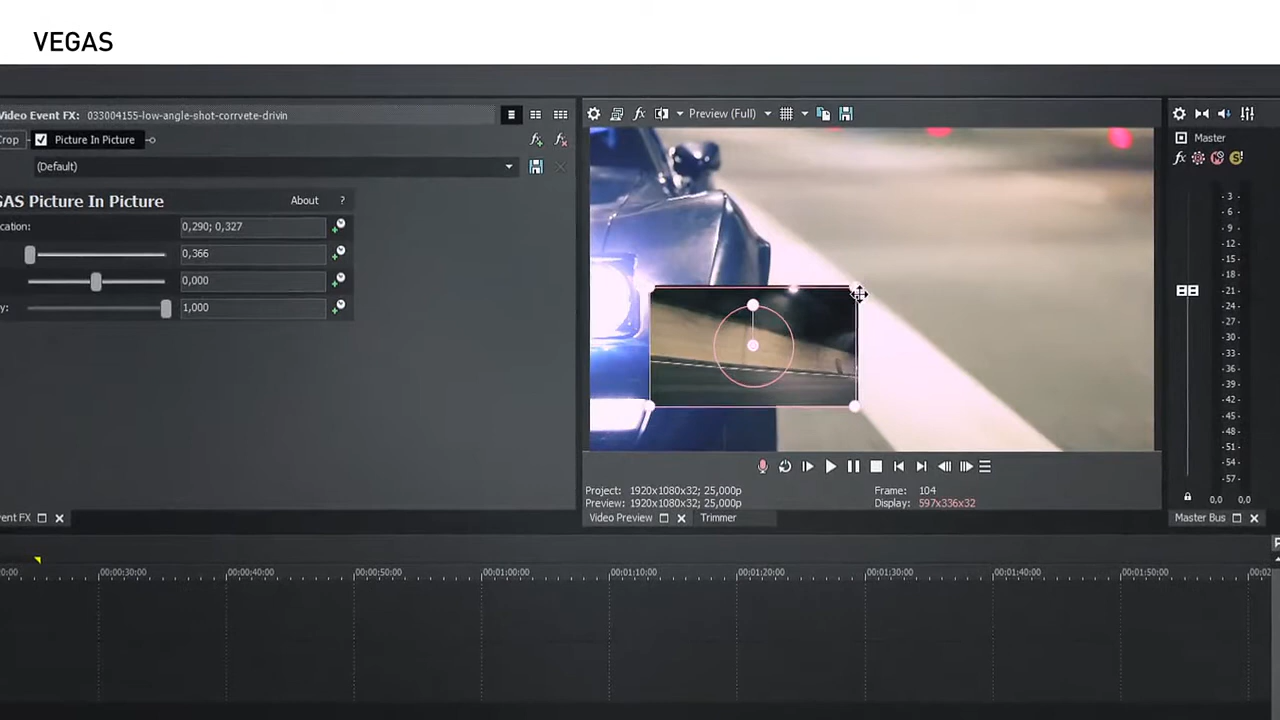 VEGAS
Video Event FX: 033004155-low-angle-shot-corrvete-drivin
Crop
Picture In Picture
(Default)
GAS Picture In Picture
About
?
cation:
0,290; 0,327
0,366
0,000
y:
1,000
vent FX
Preview (Full)
Project: 1920x1080x32; 25,000p
Frame: 104
Preview: 1920x1080x32; 25,000p
Display: 597x336x32
Video Preview
Trimmer
Master
- 3 -
- 6 -
- 9 -
-12-
-15-
-18-
-21-
-24-
-27-
-30-
-33-
-36-
-39-
-42-
-45-
-48-
-51-
-54-
-57-
0,0
0,0
Master Bus
0:00
00:00:30:00
00:00:40:00
00:00:50:00
00:01:00:00
00:01:10:00
00:01:20:00
00:01:30:00
00:01:40:00
00:01:50:00
00:02